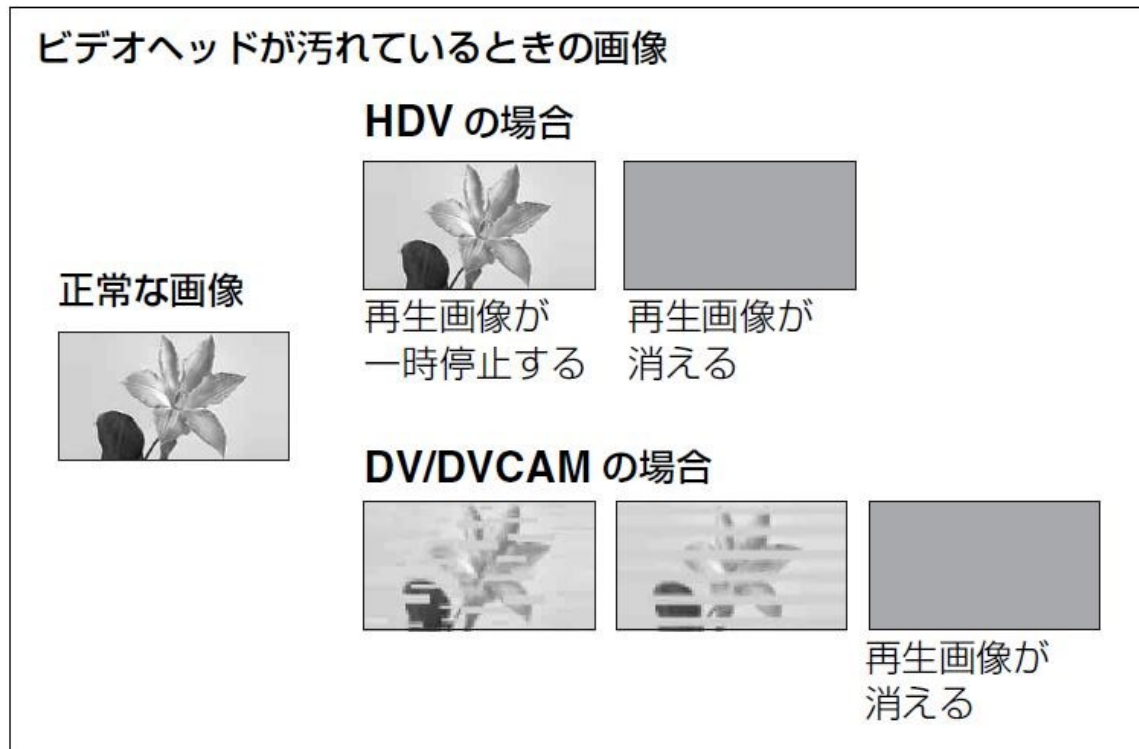 ビデオヘッドが汚れているときの画像
HDV の場合
正常な画像
再生画像が
一時停止する
再生画像が
消える
DV/DVCAM の場合
再生画像が
消える